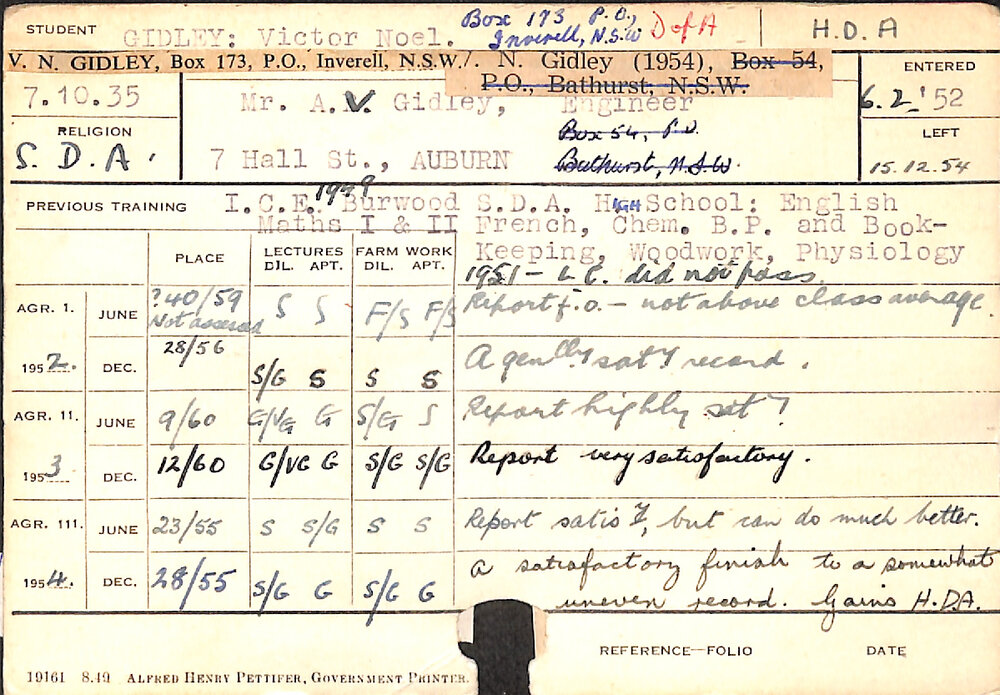 STUDENT GIDLEY: Victor Noel. Box 173 P.O., Inverell, N.S.W D of A H.D.A
V. N. GIDLEY, Box 173, P.O., Inverell, N.S.W. N. Gidley (1954), Box 54,
P.O., Bathurst, N.S.W.
ENTERED
7.10.35 Mr. A.V. Gidley, Engineer 6.2.'52
RELIGION Box 54, P.O. LEFT
S.D.A. 7 Hall St., AUBURN Bathurst, N.S.W. 15.12.54
PREVIOUS TRAINING I.C.E. 1949 Burwood S.D.A. HIGH School: English
Maths I & II French, Chem. B.P. and Book-
Keeping, Woodwork, Physiology
PLACE LECTURES FARM WORK
DIL. APT. DIL. APT.
1951 - L.C. did not pass.
AGR. 1. JUNE ?40/59 Not assessed S S F/S F/S Report f.o. - not above class average.
1952. DEC. 28/56 S/G S S S A gen'lly sat'y record.
AGR. 11. JUNE 9/60 G/VG G S/G S Report highly sat'y
1953 DEC. 12/60 G/VG G S/G S/G Report very satisfactory.
AGR. 111. JUNE 23/55 S S/G S S Report satis'y, but can do much better.
1954. DEC. 28/55 S/G G S/G G A satisfactory finish to a somewhat
uneven record. Gains H.D.A.
REFERENCE—FOLIO DATE
19161 8.49 ALFRED HENRY PETTIFER, GOVERNMENT PRINTER.